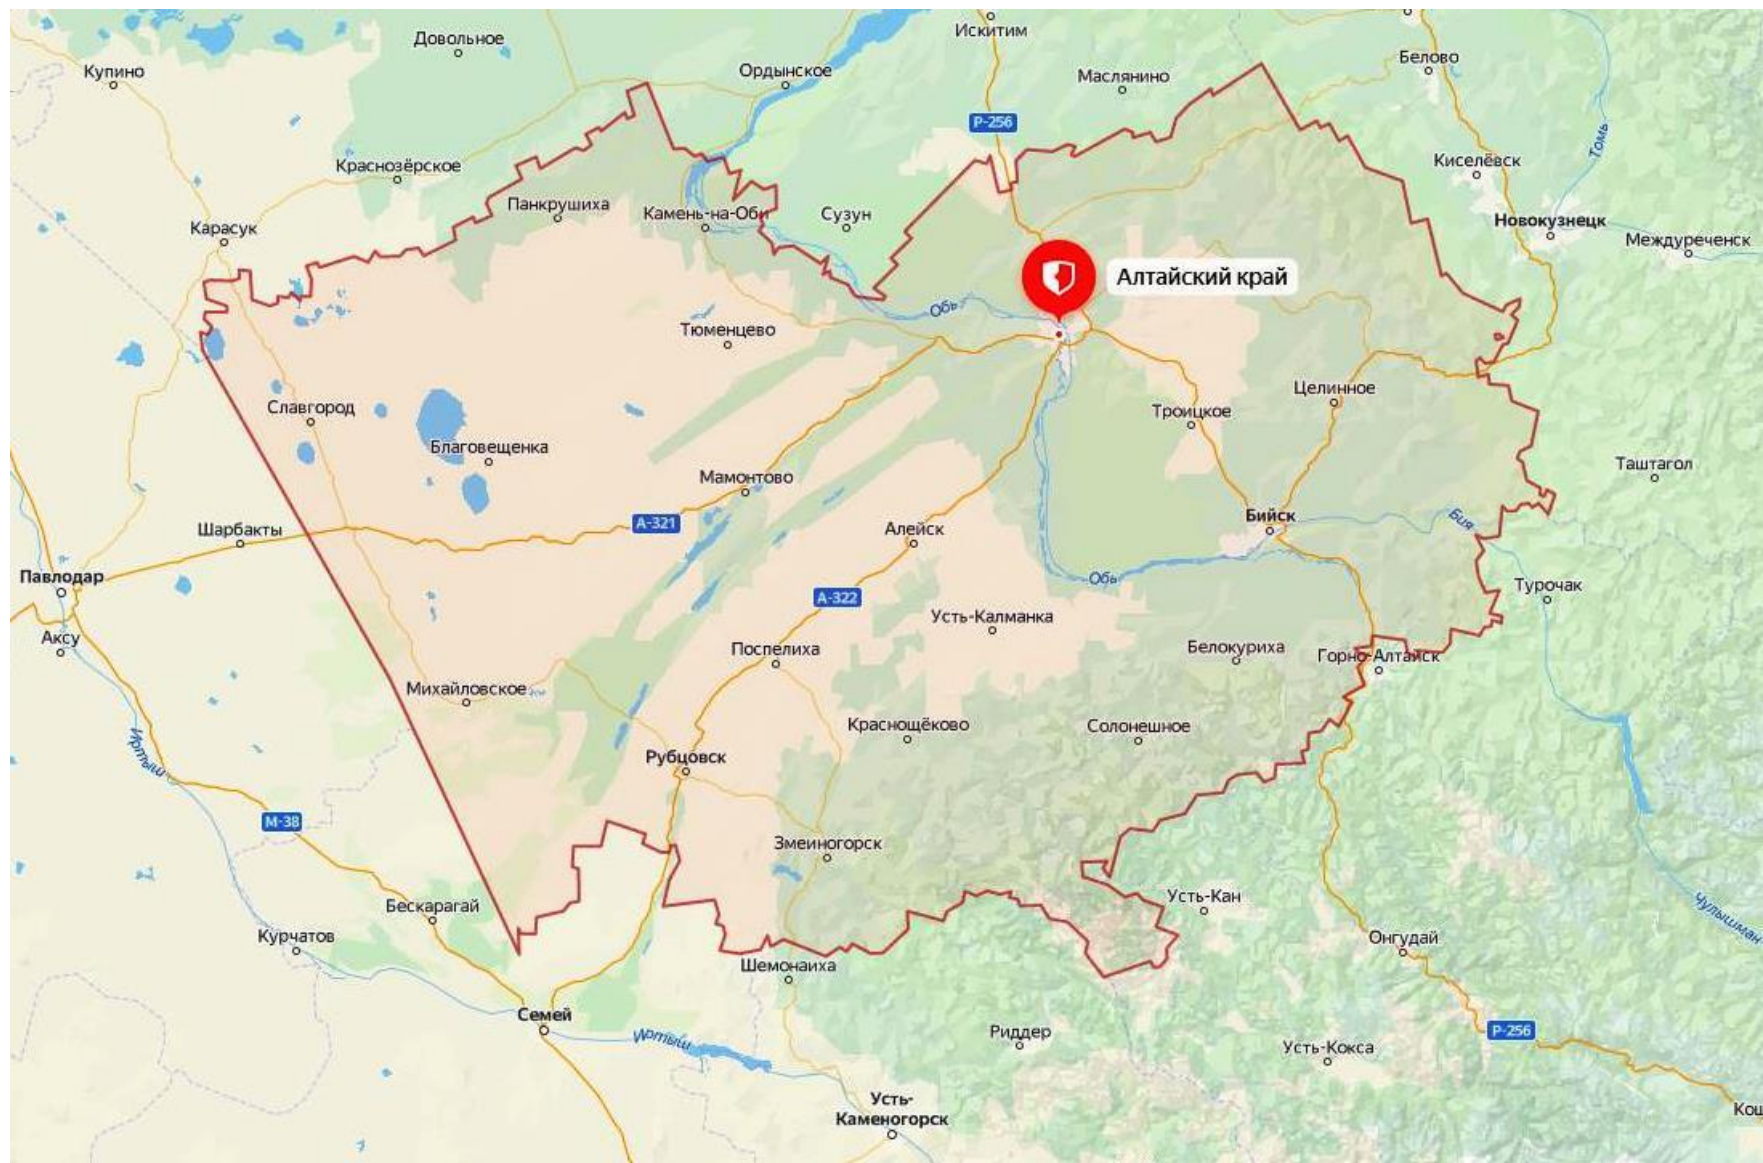 Искитим
Довольное
Белово
Купино
Ордынское
Маслянино
Р-256
Томь
Краснозёрское
Киселёвск
Панкрушиха
Камень-на-Оби
Сузун
Новокузнецк
Карасук
Междуреченск
Алтайский край
Обь
Тюменцево
Целинное
Славгород
Троицкое
Благовещенка
Таштагол
Мамонтово
Бийск
Бия
А-321
Шарбакты
Алейск
Павлодар
Обь
Турочак
А-322
Усть-Калманка
Аксу
Поспелиха
Белокуриха
Горно-Алтайск
Михайловское
Краснощёково
Солонешное
Иртыш
Рубцовск
М-38
Змеиногорск
Усть-Кан
Бескарагай
Чулышман
Курчатов
Онгудай
Шемонаиха
Семей
Иртыш
Риддер
Р-256
Усть-Кокса
Усть-
Каменогорск
Кош